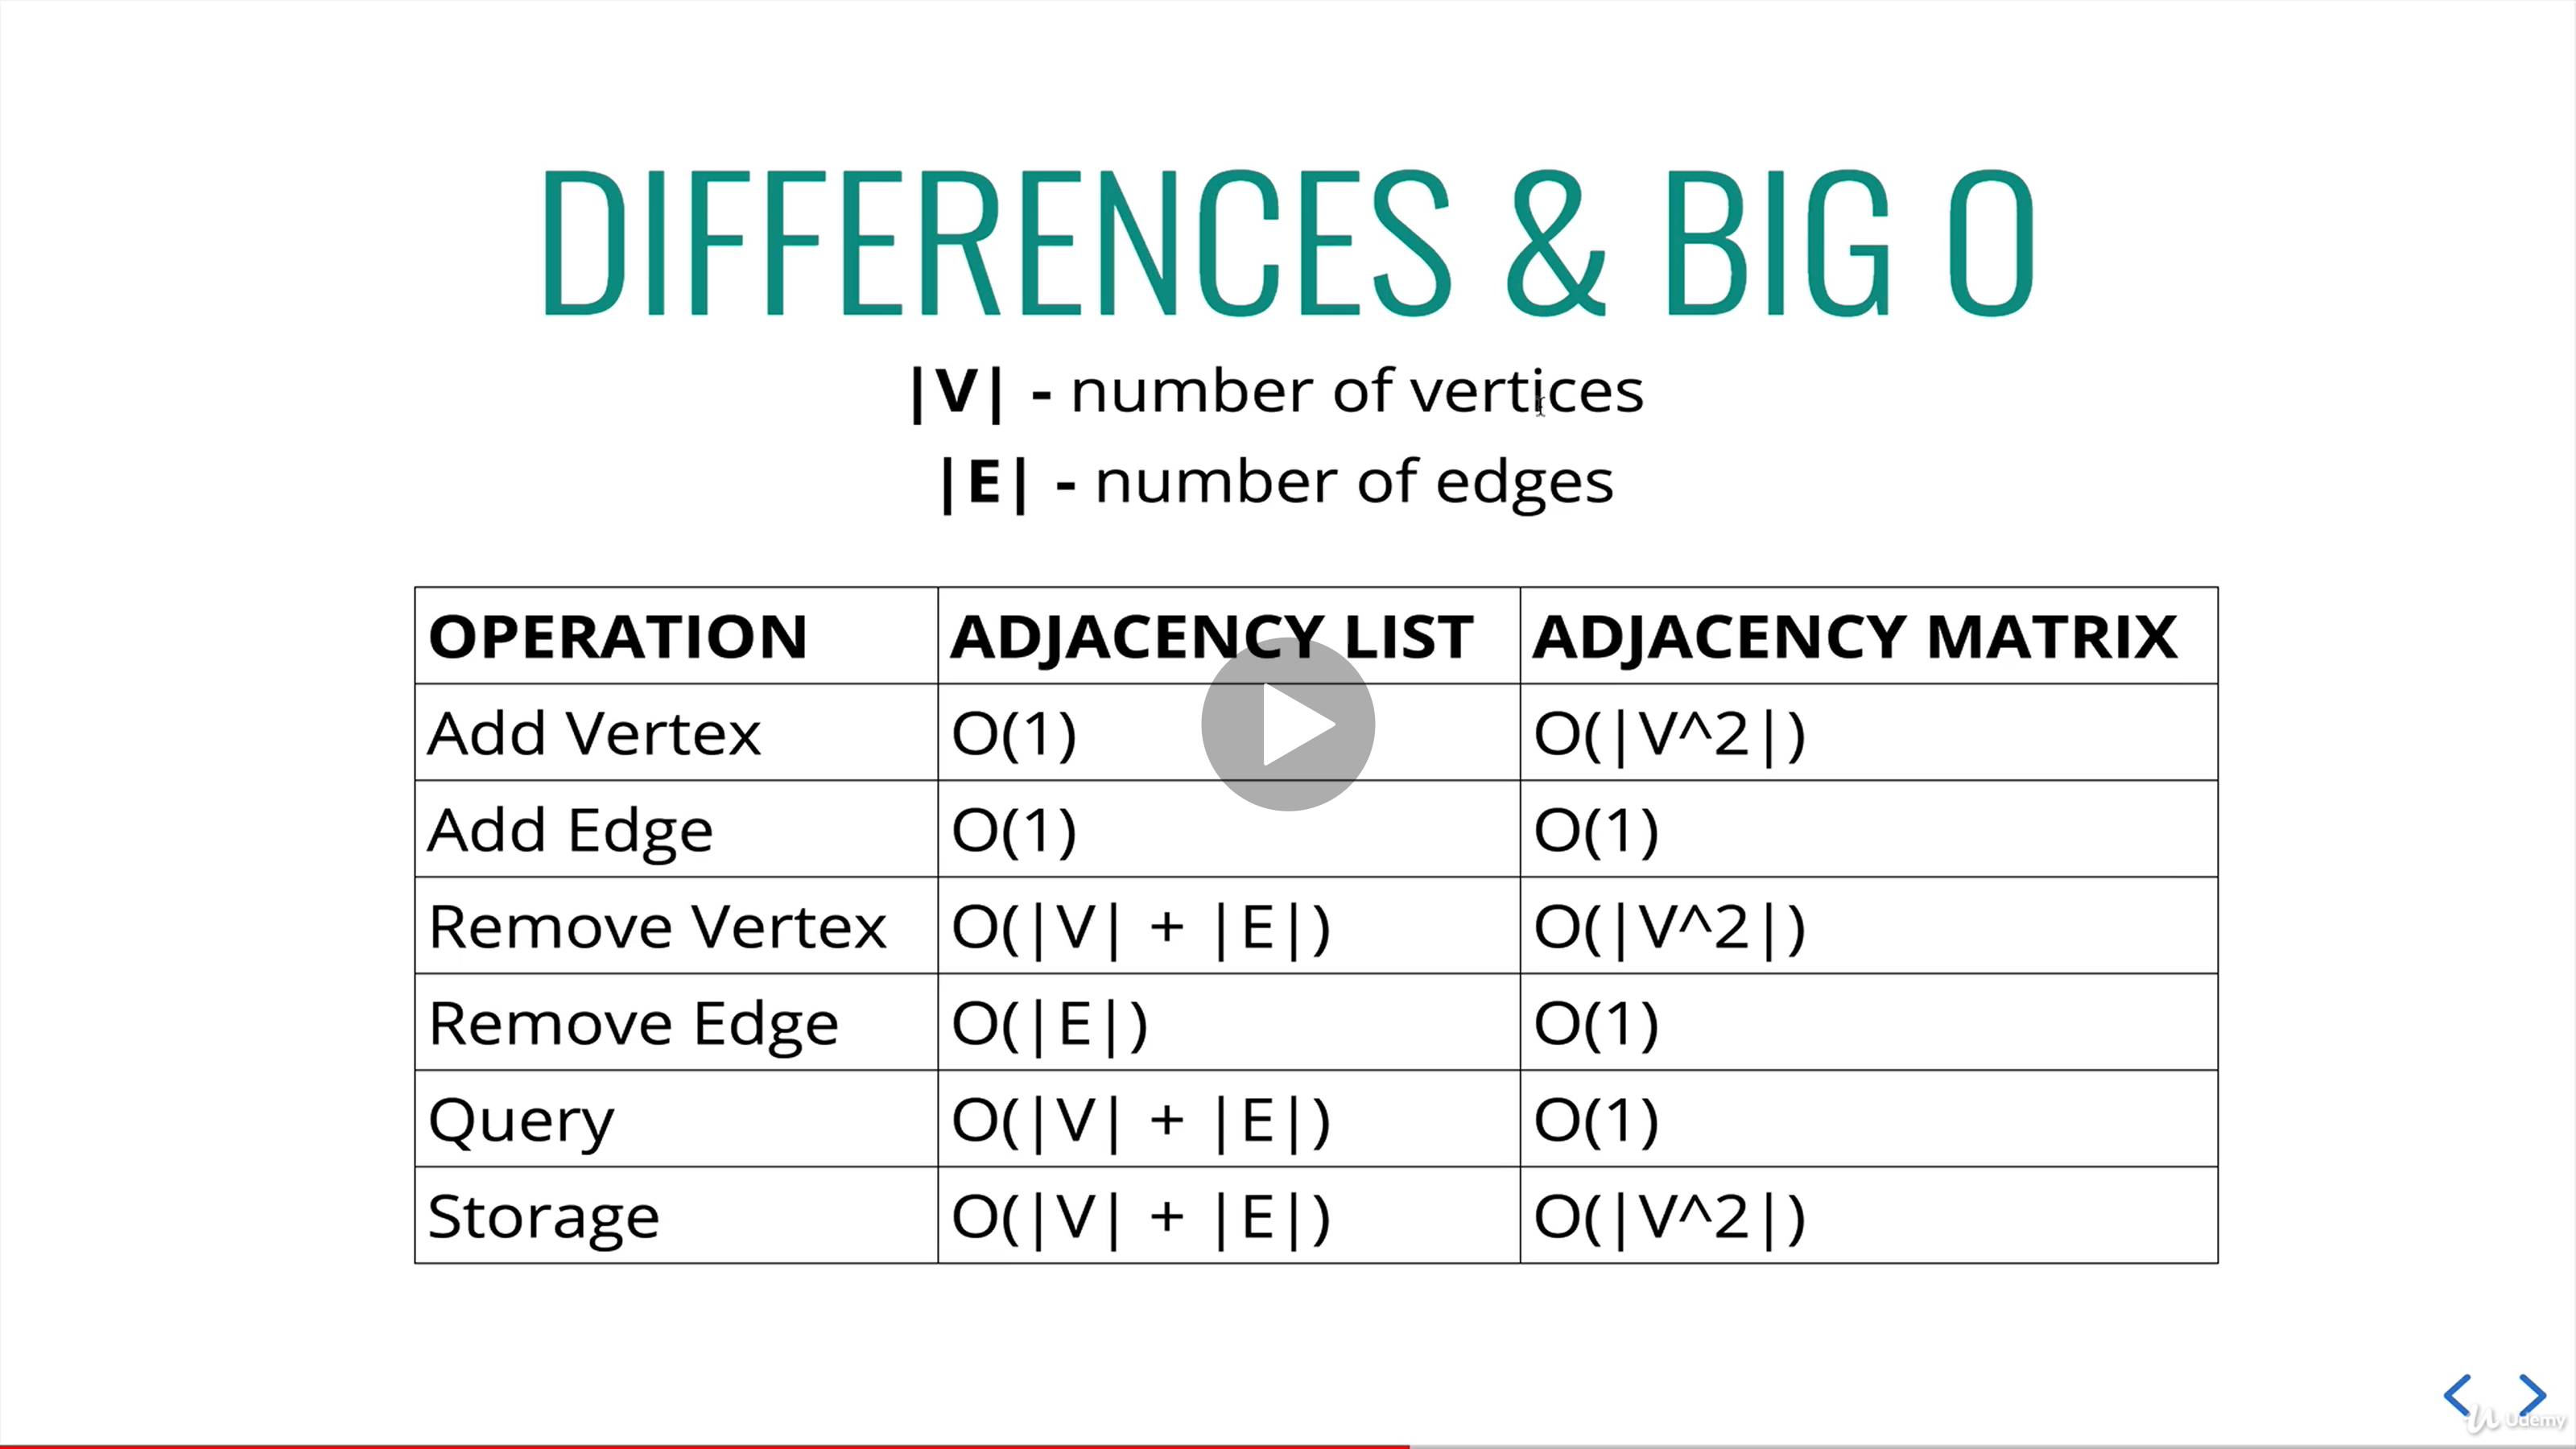 DIFFERENCES & BIG O
|V| - number of vertices
|E| - number of edges
OPERATION ADJACENCY LIST ADJACENCY MATRIX
Add Vertex O(1) O(|V^2|)
Add Edge O(1) O(1)
Remove Vertex O(|V| + |E|) O(|V^2|)
Remove Edge O(|E|) O(1)
Query O(|V| + |E|) O(1)
Storage O(|V| + |E|) O(|V^2|)
Udemy